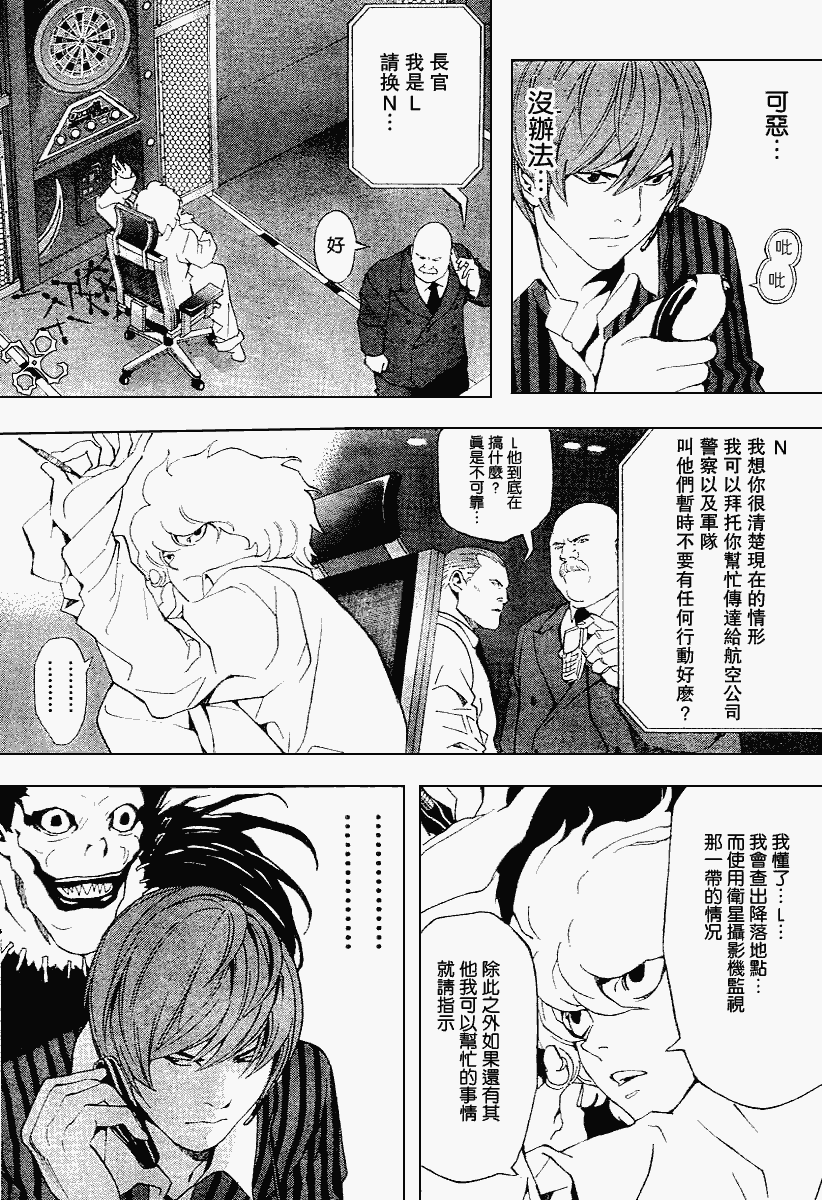 可惡…
沒辦法…
吡
吡
長官
我是L
請換N…
好
N
我想你很清楚現在的情形
我可以拜托你幫忙傳達給航空公司
警察以及軍隊
叫他們暫時不要有任何行動好麼？
L他到底在
搞什麼？
真是不可靠…
………
我懂了…L…
我會查出降落地點…
而使用衛星攝影機監視
那一帶的情況
除此之外如果還有其
他我可以幫忙的事情
就請指示
………………
………………